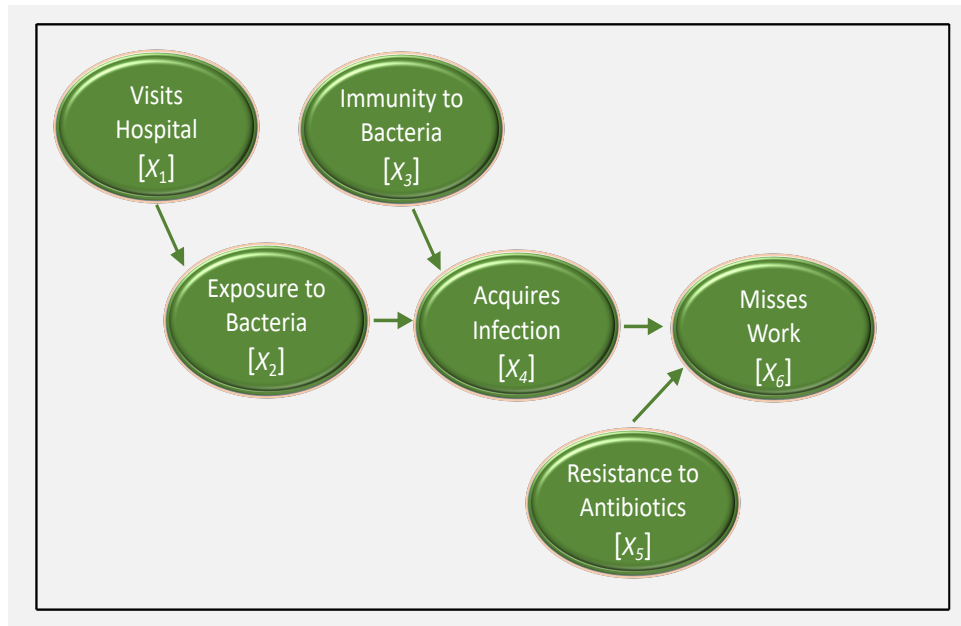 Visits
Hospital
[X₁]
Immunity to
Bacteria
[X₃]
Exposure to
Bacteria
[X₂]
Acquires
Infection
[X₄]
Misses
Work
[X₆]
Resistance to
Antibiotics
[X₅]